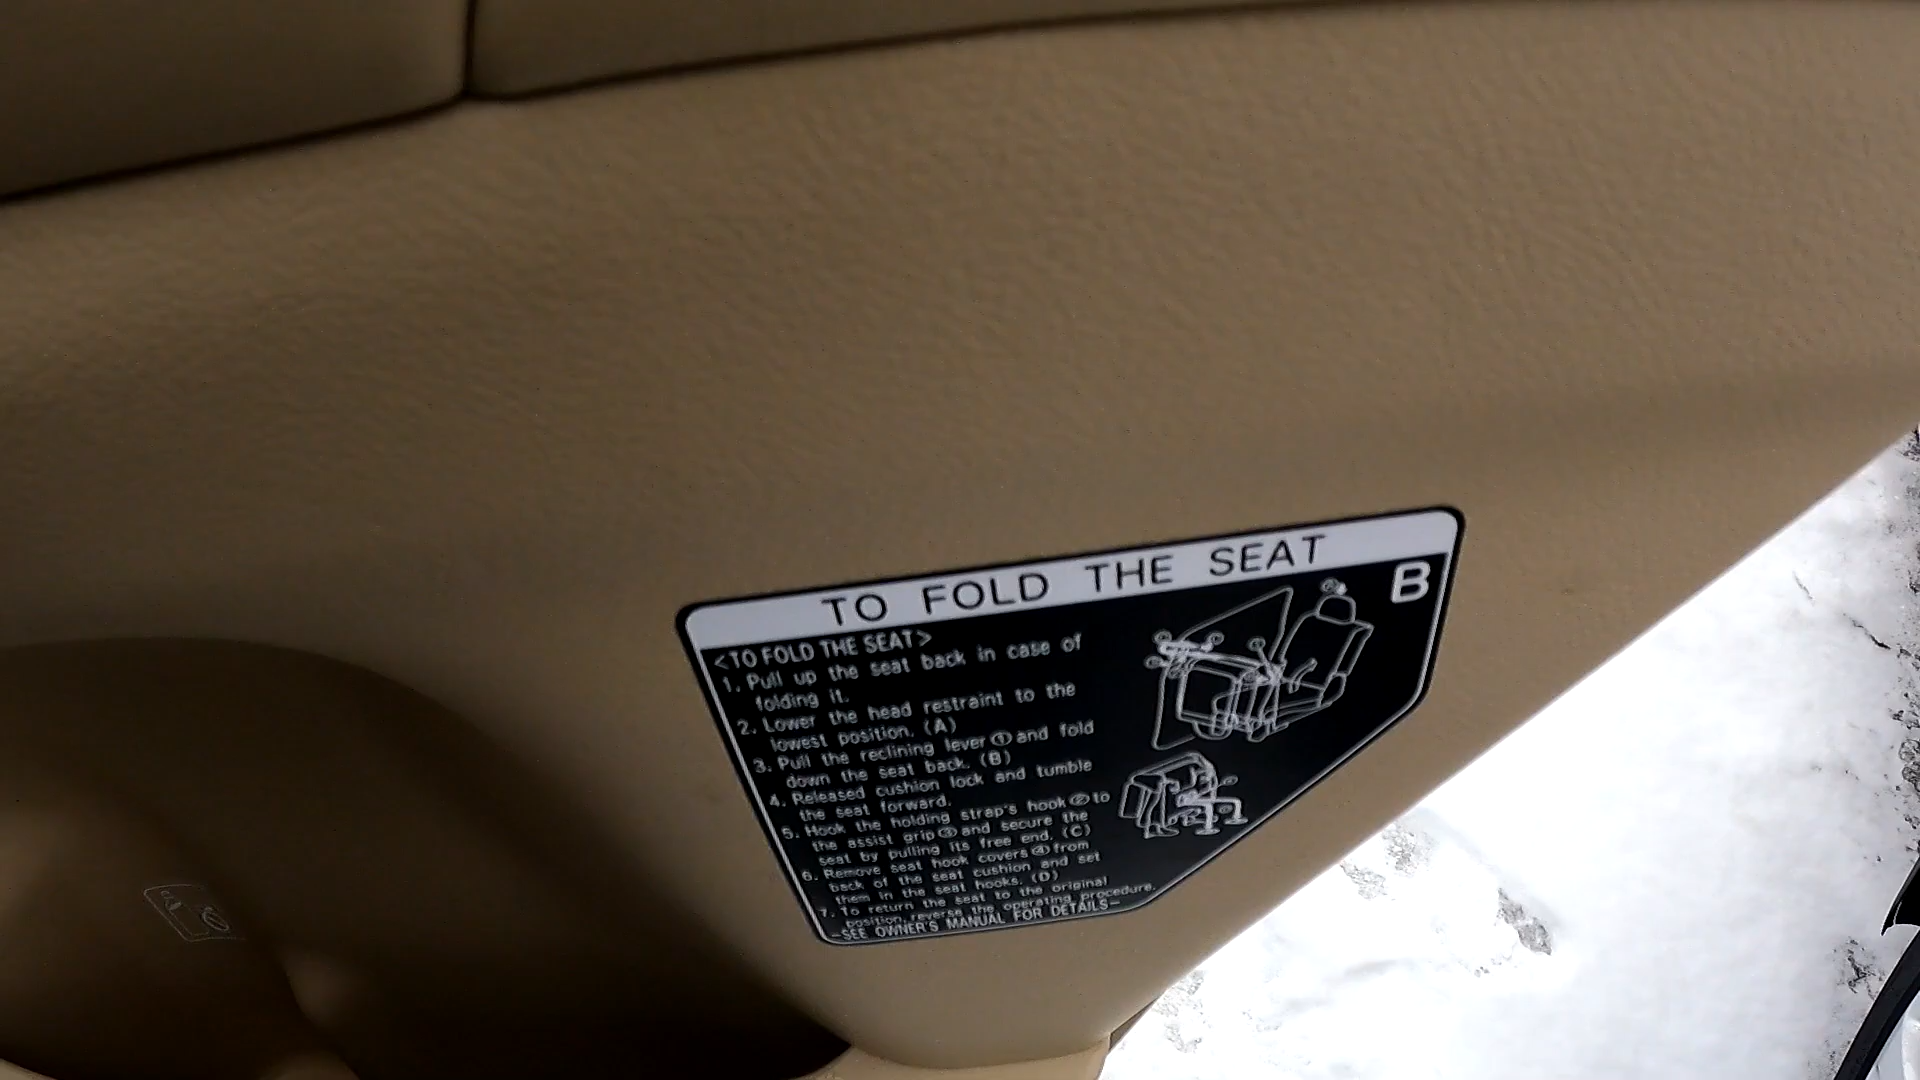 TO FOLD THE SEAT
B
<TO FOLD THE SEAT>
1. Pull up the seat back in case of
folding it.
2. Lower the head restraint to the
lowest position. (A)
3. Pull the reclining lever ① and fold
down the seat back. (B)
4. Released cushion lock and tumble
the seat forward.
5. Hook the holding strap's hook ② to
the assist grip ③ and secure the
seat by pulling its free end. (C)
6. Remove seat hook covers ④ from
back of the seat cushion and set
them in the seat hooks. (D)
7. To return the seat to the original
position, reverse the operating procedure.
-SEE OWNER'S MANUAL FOR DETAILS-